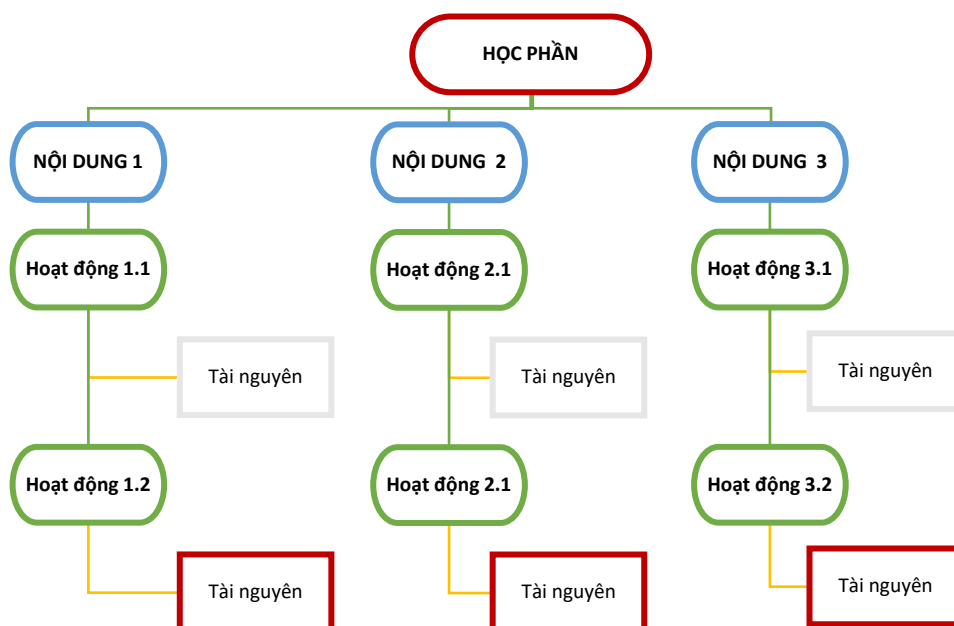 HỌC PHẦN
NỘI DUNG 1
NỘI DUNG  2
NỘI DUNG  3
Hoạt động 1.1
Hoạt động 2.1
Hoạt động 3.1
Tài nguyên
Tài nguyên
Tài nguyên
Hoạt động 1.2
Hoạt động 2.1
Hoạt động 3.2
Tài nguyên
Tài nguyên
Tài nguyên